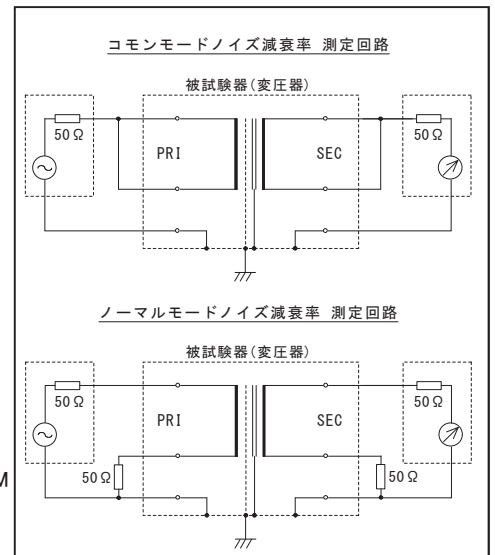 コモンモードノイズ減衰率 測定回路
被試験器(変圧器)
50Ω
PRI
SEC
50Ω
ノーマルモードノイズ減衰率 測定回路
被試験器(変圧器)
50Ω
PRI
SEC
50Ω
50Ω
50Ω
M